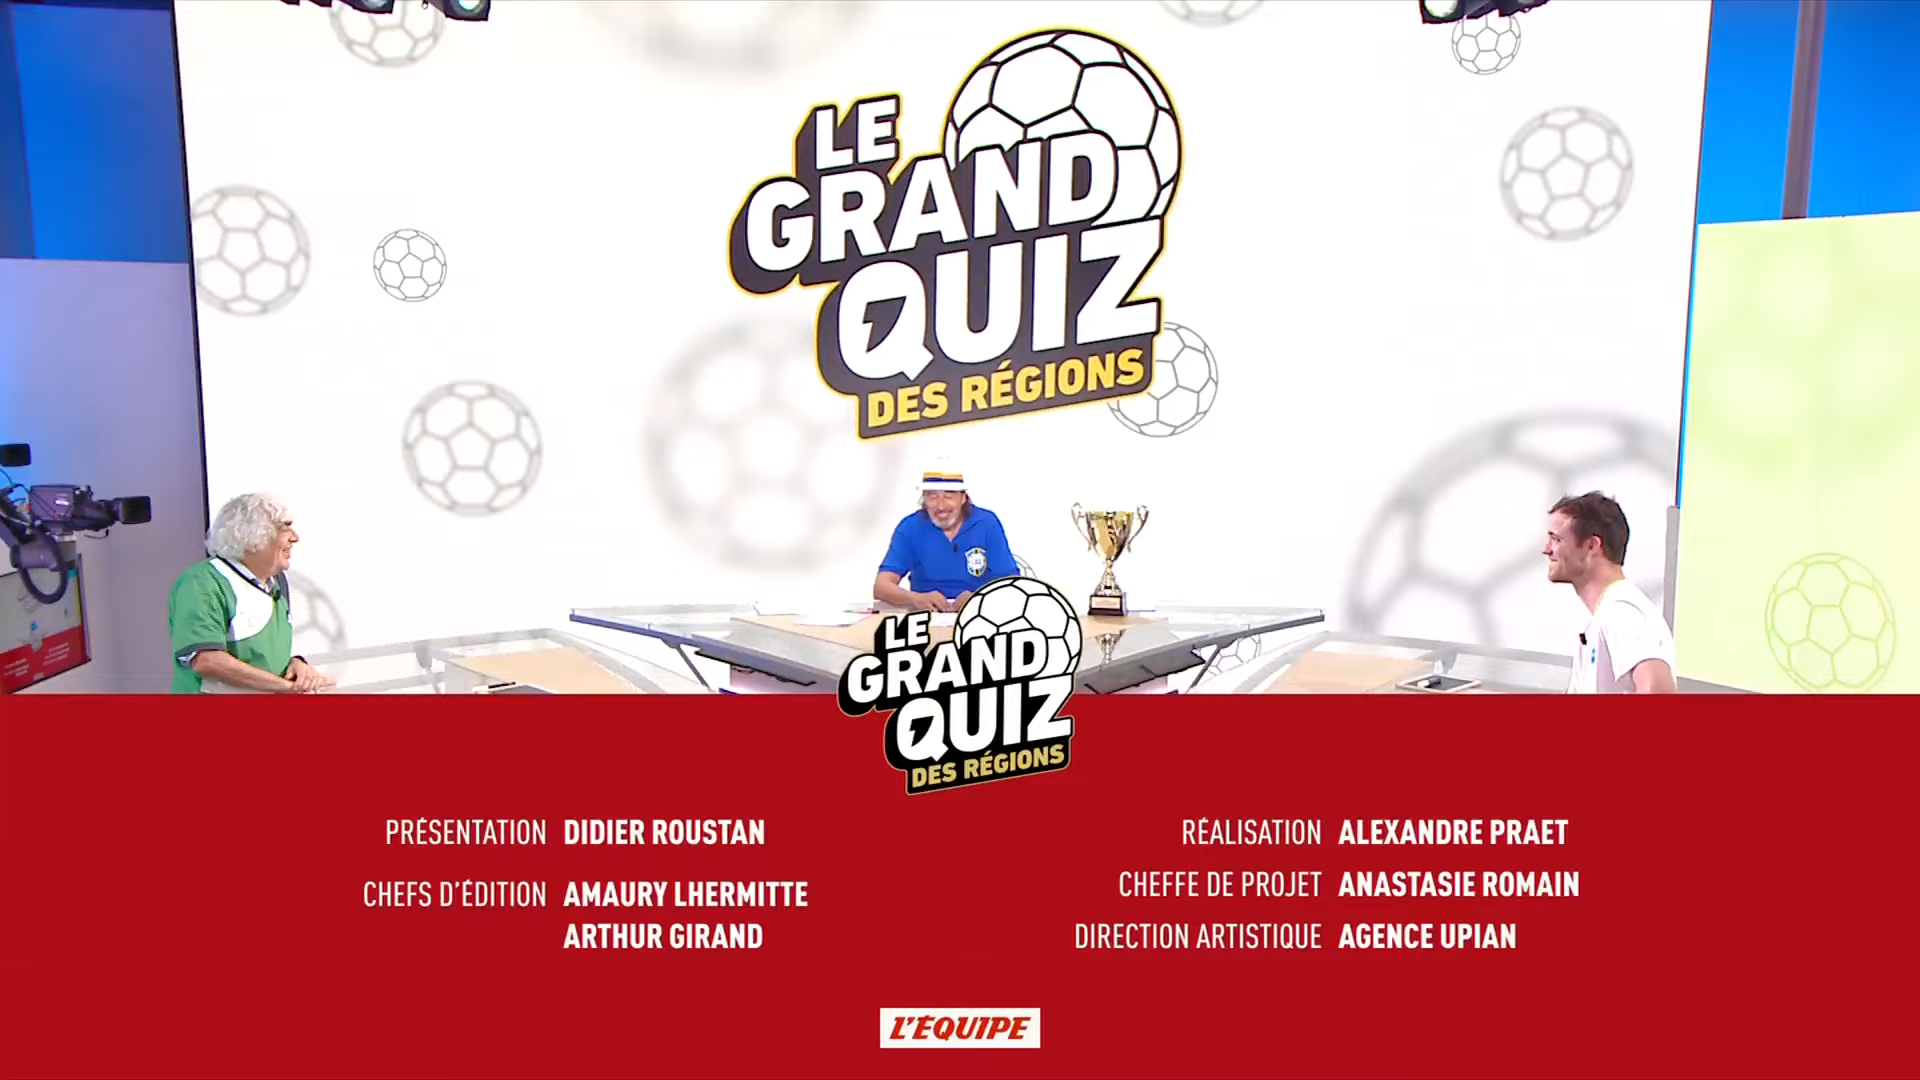 LE
GRAND
QUIZ
DES RÉGIONS
LE
GRAND
QUIZ
DES RÉGIONS
PRÉSENTATION DIDIER ROUSTAN
CHEFS D'ÉDITION AMAURY LHERMITTE
ARTHUR GIRAND
RÉALISATION ALEXANDRE PRAET
CHEFFE DE PROJET ANASTASIE ROMAIN
DIRECTION ARTISTIQUE AGENCE UPIAN
L'ÉQUIPE